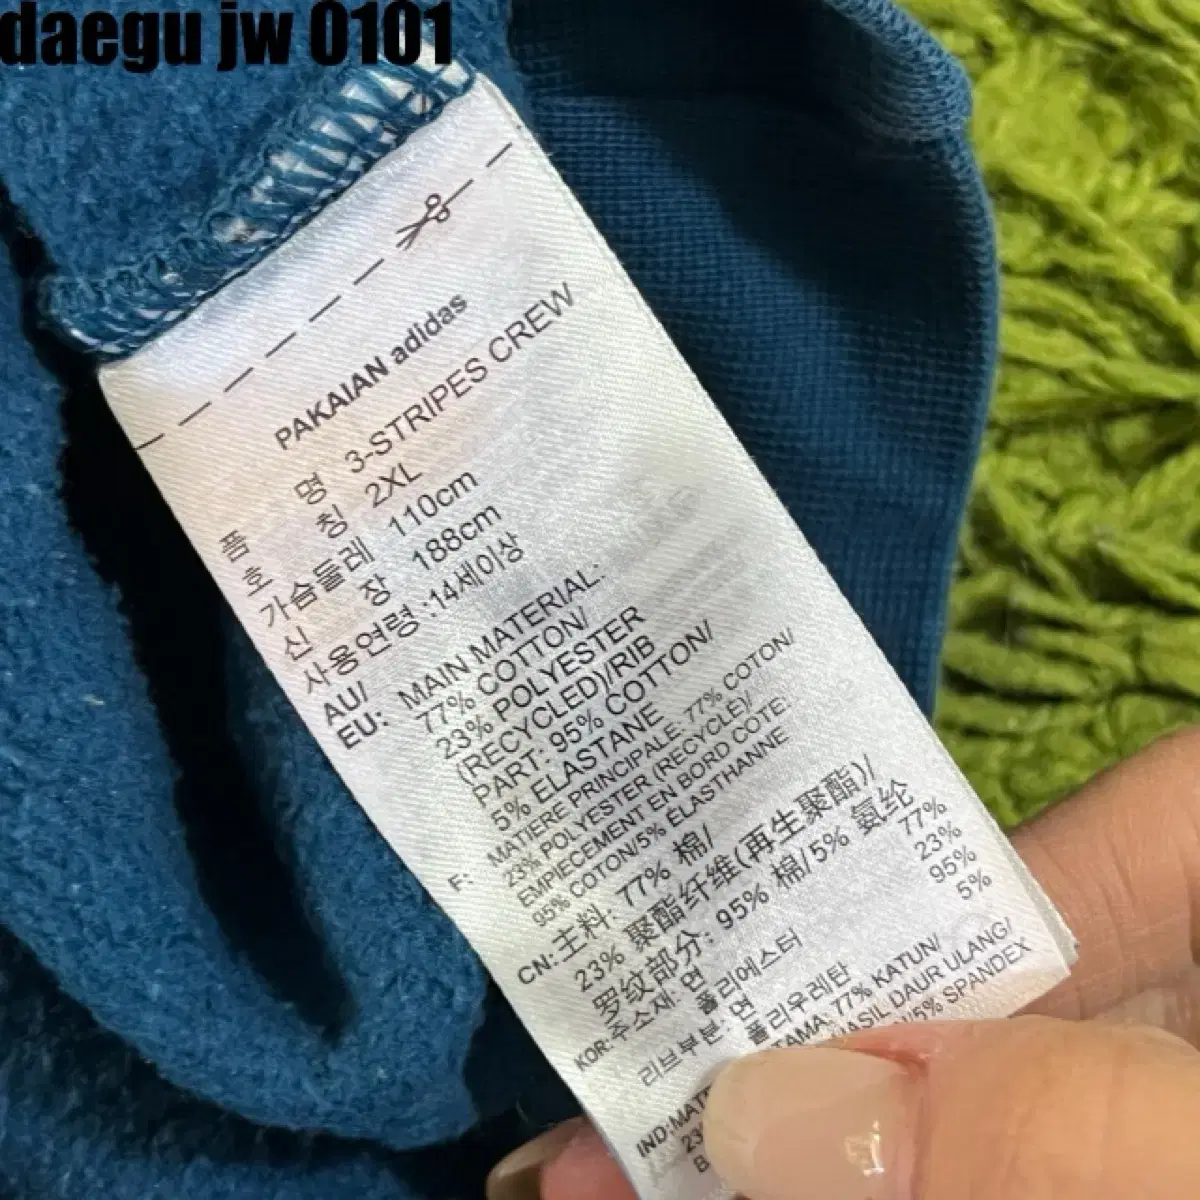 daegu jw 0101
PAKAIAN adidas
품 명 3-STRIPES CREW
호 칭 2XL
가슴둘레 110cm
신 장 188cm
사용연령 :14세이상
AU/
EU: MAIN MATERIAL:
77% COTTON/
23% POLYESTER
(RECYCLED)/RIB
PART: 95% COTTON/
5% ELASTANE
F: MATIERE PRINCIPALE: 77% COTON/
23% POLYESTER (RECYCLE)/
EMPIECEMENT EN BORD COTE:
95% COTON/5% ELASTHANNE
CN: 主料: 77% 棉/
23% 聚酯纤维(再生聚酯)/
罗纹部分: 95% 棉/5% 氨纶
KOR: 주소재: 면 77%
폴리에스터 23%
리브부분: 면 95%
폴리우레탄 5%
IND: TAMA: 77% KATUN/
HASIL DAUR ULANG/
/5% SPANDEX